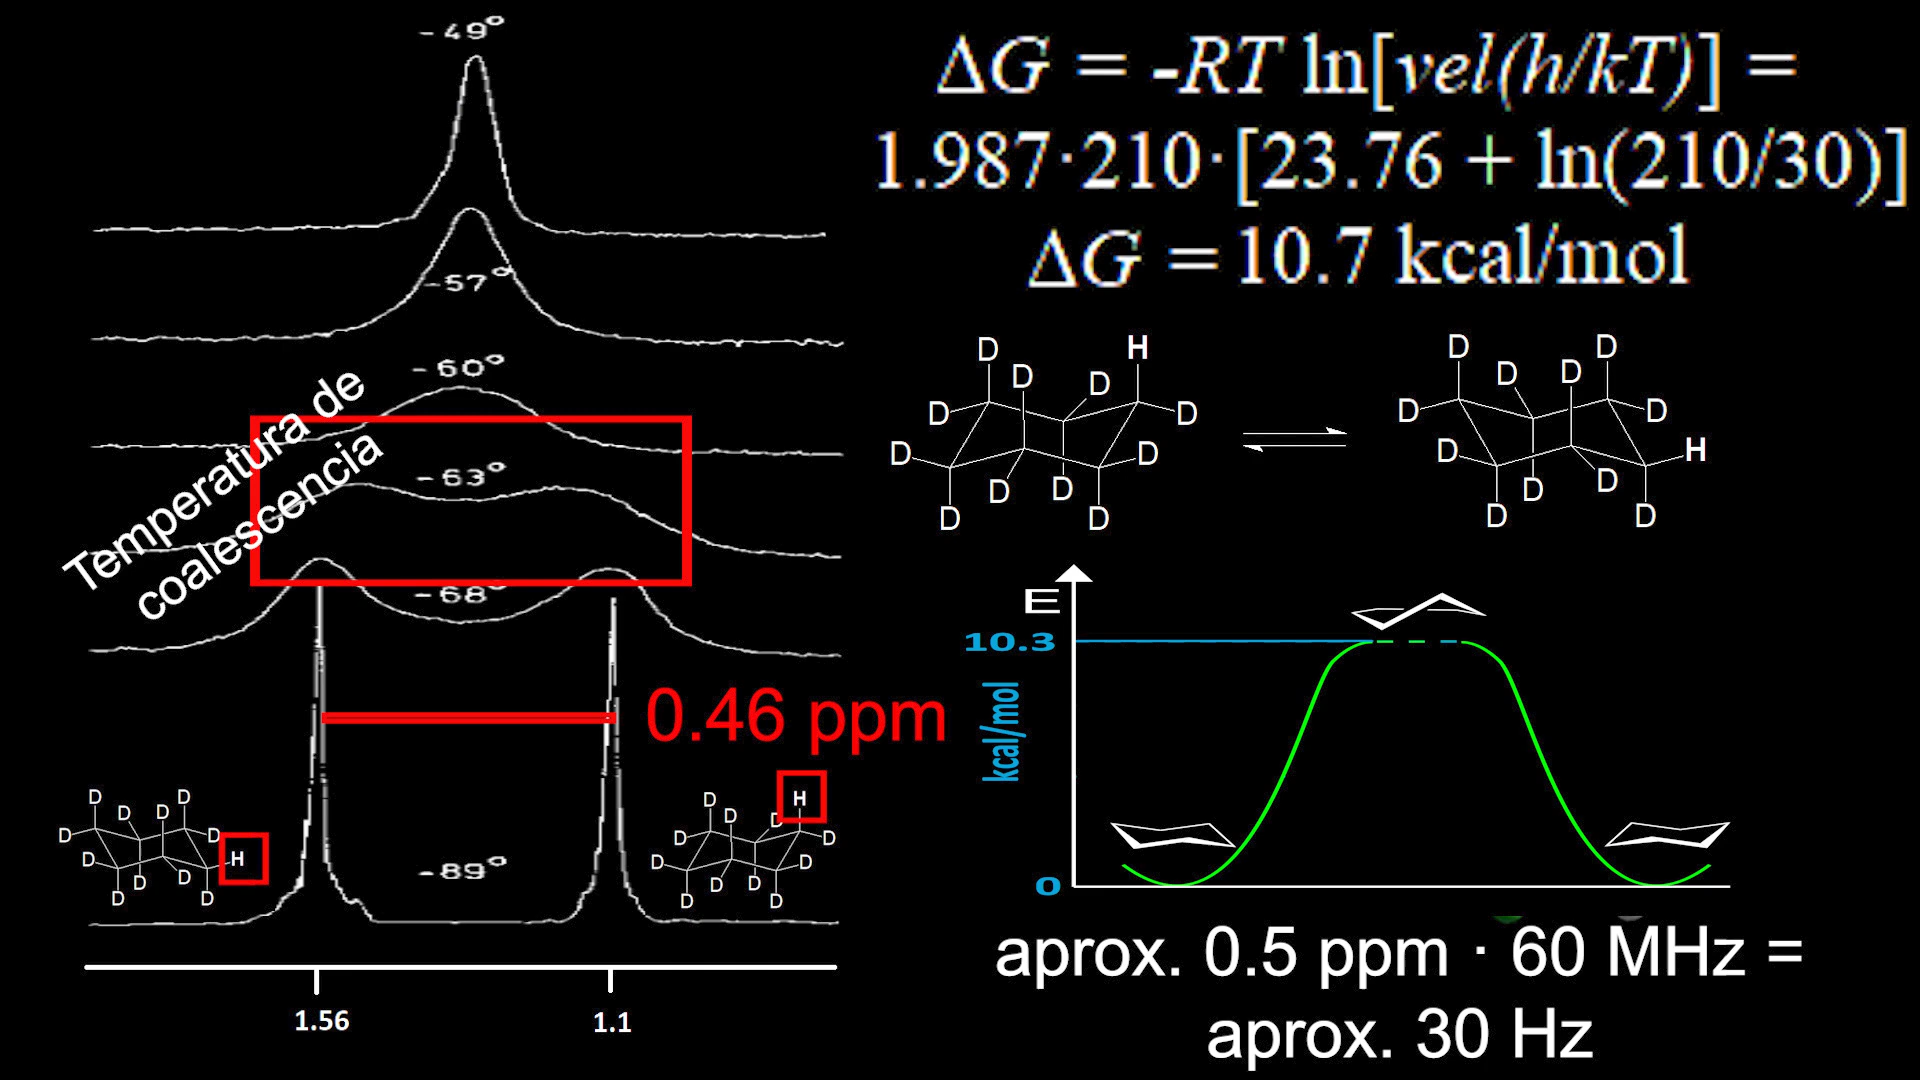 -49°
-57°
-60°
-63°
-68°
-89°
Temperatura de
coalescencia
0.46 ppm
D D D D D D H D D D D D
D D D D H D D D D D D D
1.56 1.1
ΔG = -RT ln[vel(h/kT)] =
1.987·210·[23.76 + ln(210/30)]
ΔG = 10.7 kcal/mol
D D D H D D D D D D D D
D D D D D D D H D D D D
E
10.3
kcal/mol
0
aprox. 0.5 ppm · 60 MHz =
aprox. 30 Hz